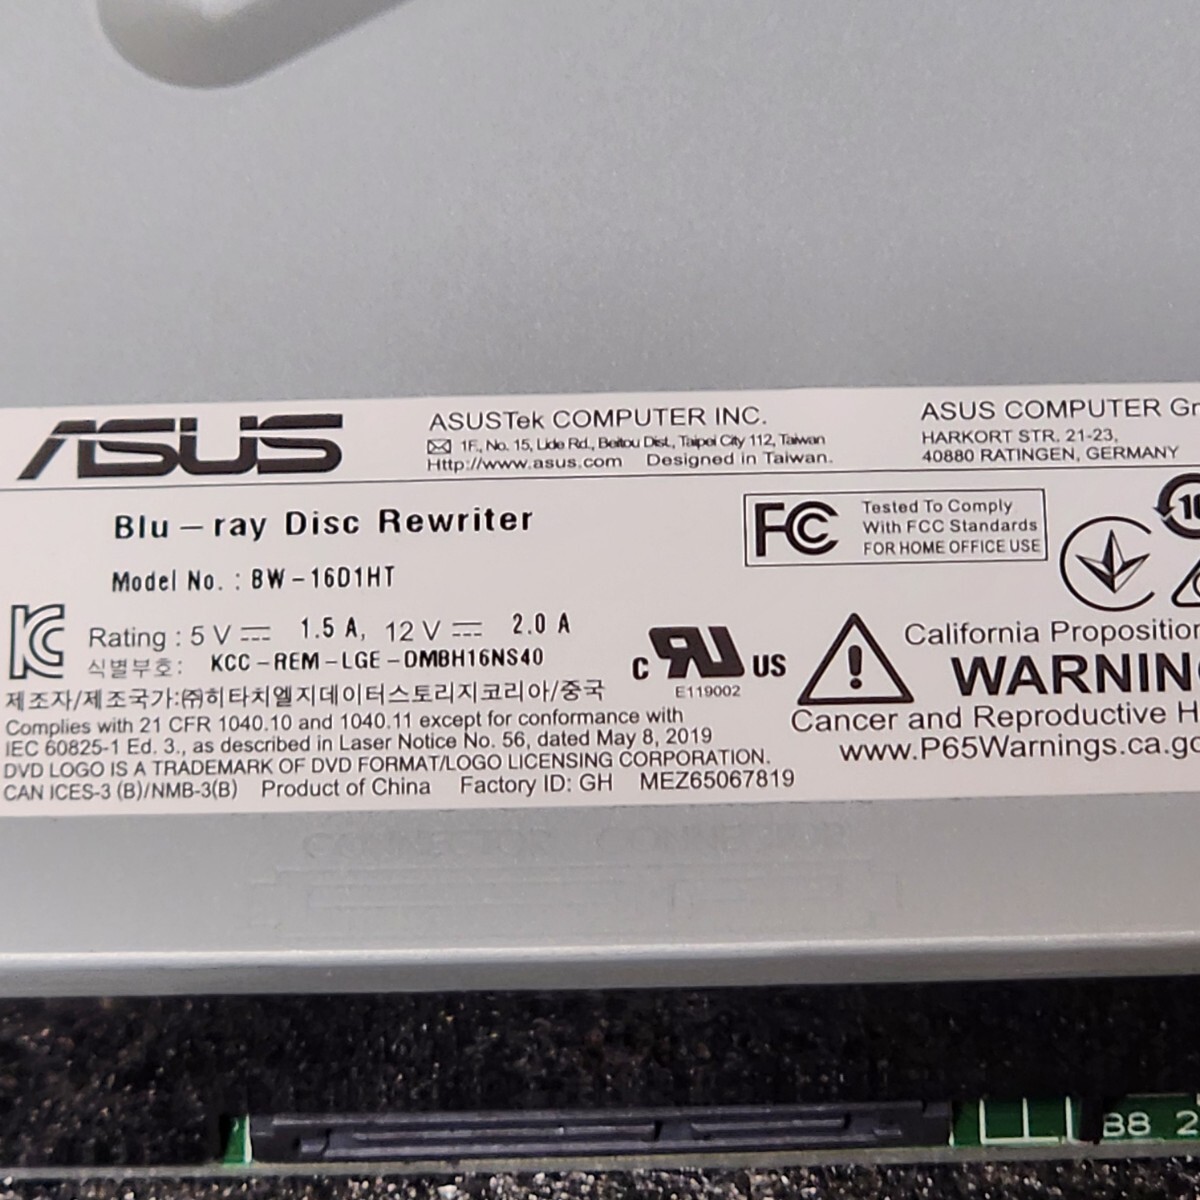 ASUS
ASUSTek COMPUTER INC.
1F., No. 15, Lide Rd., Beitou Dist., Taipei City 112, Taiwan
Http://www.asus.com Designed in Taiwan.
ASUS COMPUTER
HARKORT STR. 21-23,
40880 RATINGEN, GERMANY
Blu-ray Disc Rewriter
Model No. : BW-16D1HT
FC
Tested To Comply
With FCC Standards
FOR HOME OFFICE USE
10
Rating : 5 V 1.5 A, 12 V 2.0 A
식별부호: KCC-REM-LGE-DMBH16NS40
제조자/제조국가:㈜히타치엘지데이터스토리지코리아/중국
Complies with 21 CFR 1040.10 and 1040.11 except for conformance with
IEC 60825-1 Ed. 3., as described in Laser Notice No. 56, dated May 8, 2019
DVD LOGO IS A TRADEMARK OF DVD FORMAT/LOGO LICENSING CORPORATION.
CAN ICES-3 (B)/NMB-3(B) Product of China Factory ID: GH MEZ65067819
C RU US
E119002
!
California Proposition
WARNING
Cancer and Reproductive H
www.P65Warnings.ca.go
CONNECTOR CONNECTOR